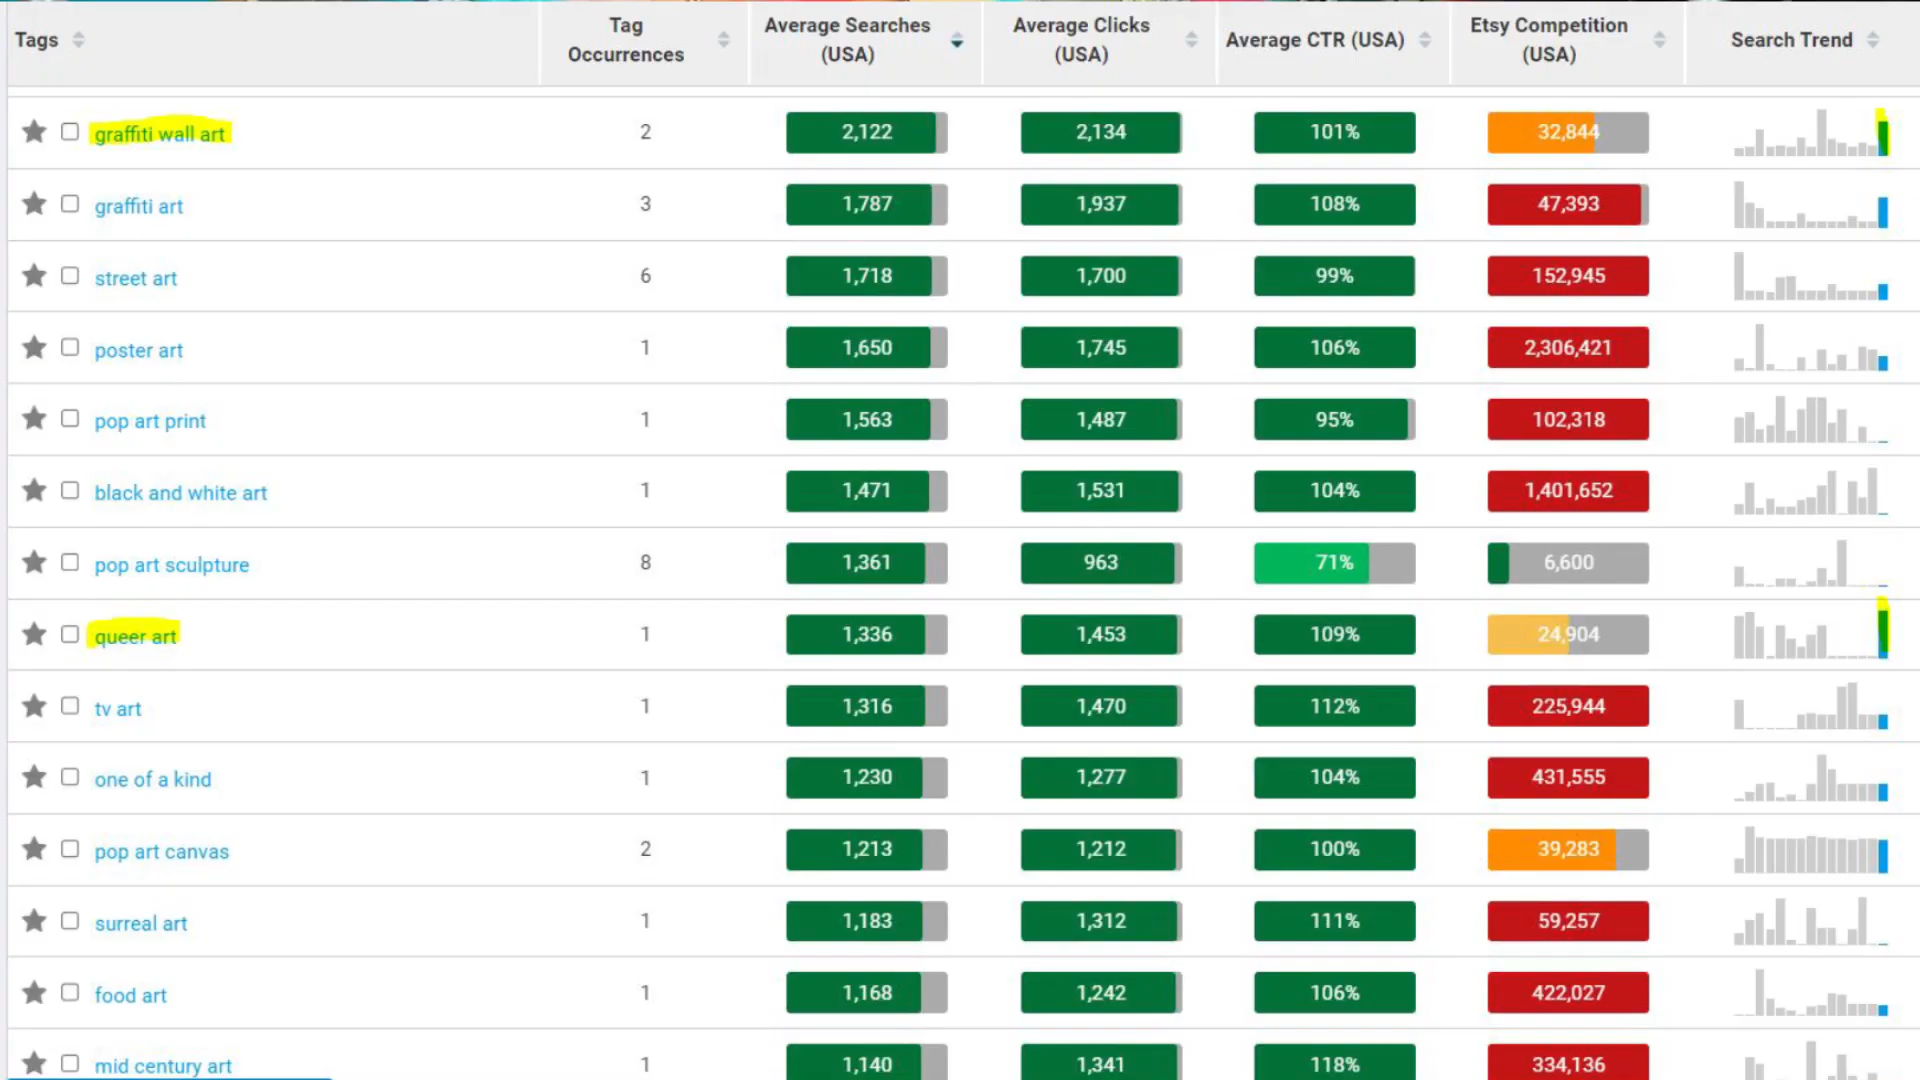 Tags Tag Occurrences Average Searches (USA) Average Clicks (USA) Average CTR (USA) Etsy Competition (USA) Search Trend
graffiti wall art 2 2,122 2,134 101% 32,844
graffiti art 3 1,787 1,937 108% 47,393
street art 6 1,718 1,700 99% 152,945
poster art 1 1,650 1,745 106% 2,306,421
pop art print 1 1,563 1,487 95% 102,318
black and white art 1 1,471 1,531 104% 1,401,652
pop art sculpture 8 1,361 963 71% 6,600
queer art 1 1,336 1,453 109% 24,904
tv art 1 1,316 1,470 112% 225,944
one of a kind 1 1,230 1,277 104% 431,555
pop art canvas 2 1,213 1,212 100% 39,283
surreal art 1 1,183 1,312 111% 59,257
food art 1 1,168 1,242 106% 422,027
mid century art 1 1,140 1,341 118% 334,136